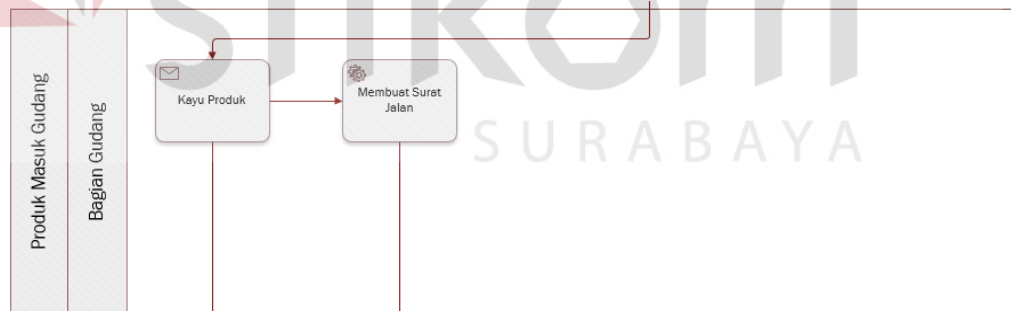 Produk Masuk Gudang
Bagian Gudang
Kayu Produk
Membuat Surat
Jalan
SURABAYA